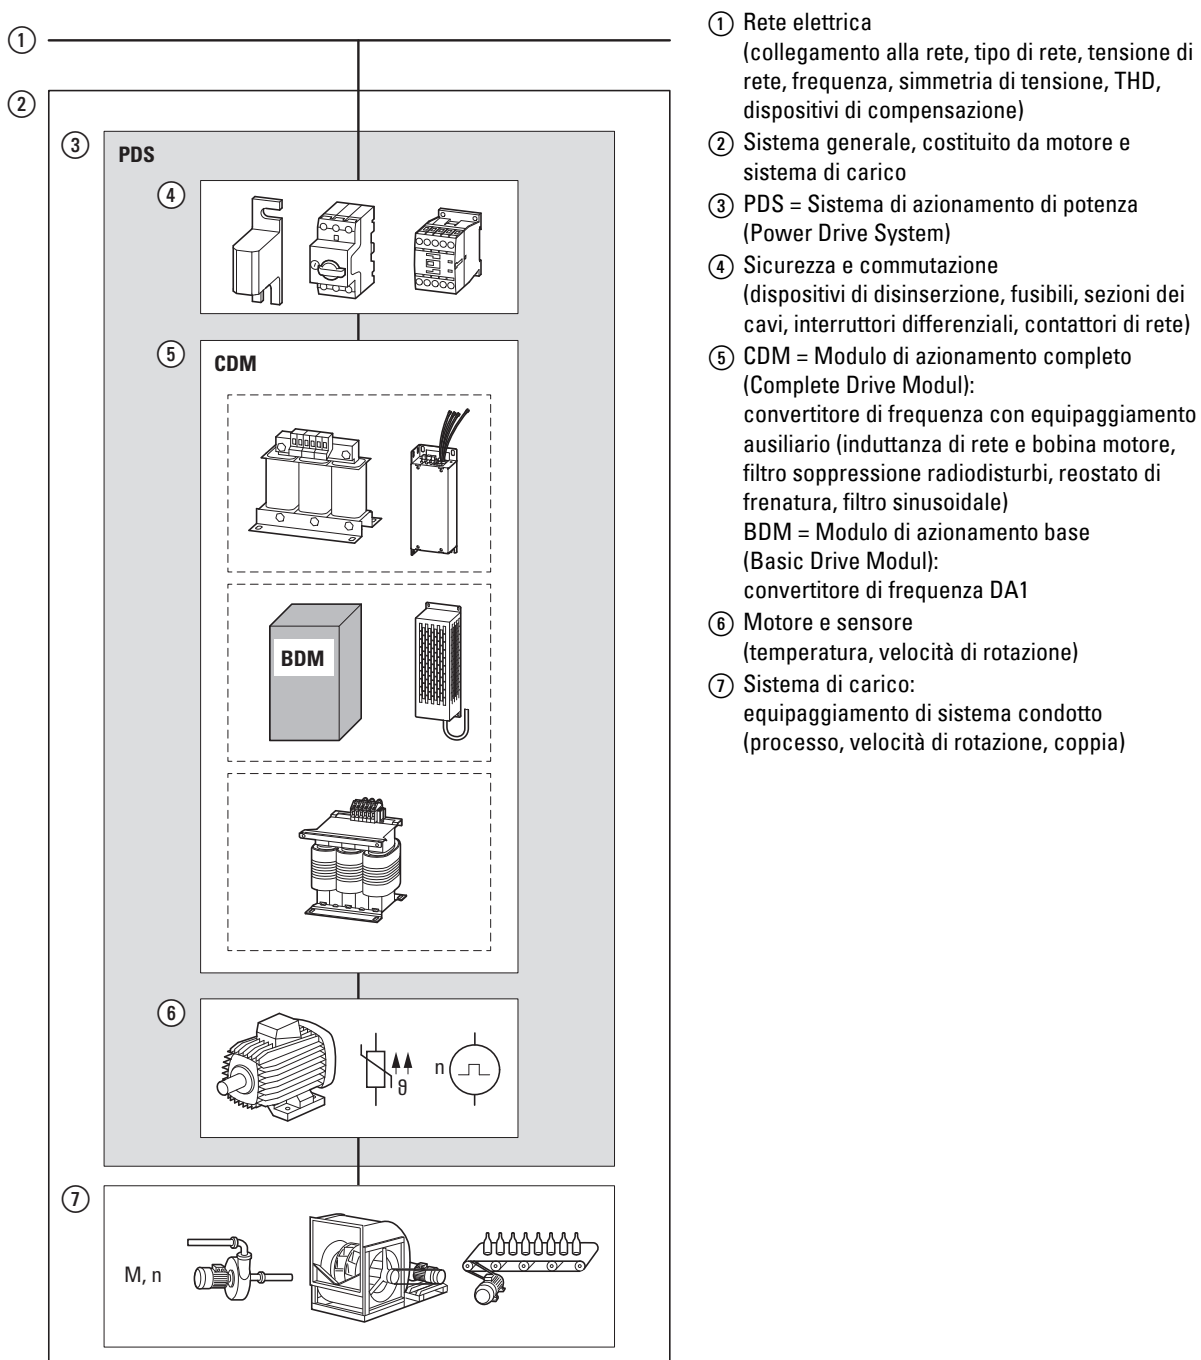 ①
②
③
PDS
④
⑤
CDM
BDM
⑥
ϑ
n
⑦
M, n
① Rete elettrica
(collegamento alla rete, tipo di rete, tensione di
rete, frequenza, simmetria di tensione, THD,
dispositivi di compensazione)
② Sistema generale, costituito da motore e
sistema di carico
③ PDS = Sistema di azionamento di potenza
(Power Drive System)
④ Sicurezza e commutazione
(dispositivi di disinserzione, fusibili, sezioni dei
cavi, interruttori differenziali, contattori di rete)
⑤ CDM = Modulo di azionamento completo
(Complete Drive Modul):
convertitore di frequenza con equipaggiamento
ausiliario (induttanza di rete e bobina motore,
filtro soppressione radiodisturbi, reostato di
frenatura, filtro sinusoidale)
BDM = Modulo di azionamento base
(Basic Drive Modul):
convertitore di frequenza DA1
⑥ Motore e sensore
(temperatura, velocità di rotazione)
⑦ Sistema di carico:
equipaggiamento di sistema condotto
(processo, velocità di rotazione, coppia)